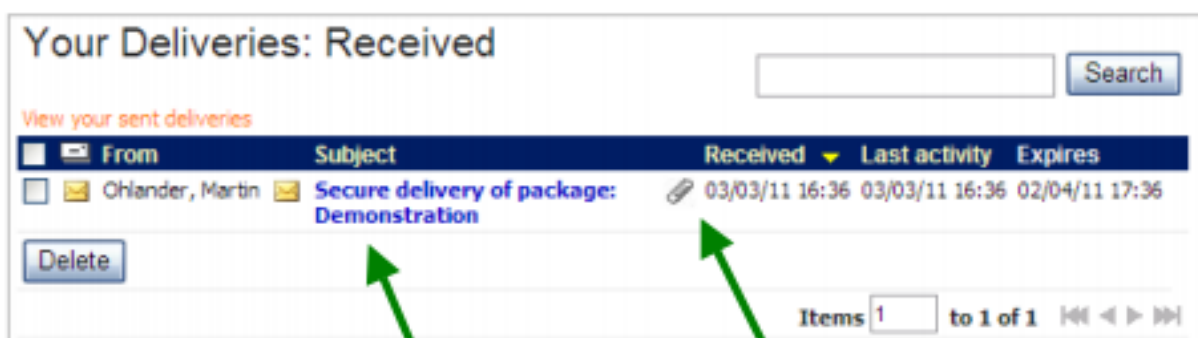 Your Deliveries: Received
Search
View your sent deliveries
From Subject Received Last activity Expires
Ohlander, Martin Secure delivery of package: 03/03/11 16:36 03/03/11 16:36 02/04/11 17:36
Demonstration
Delete
Items 1 to 1 of 1